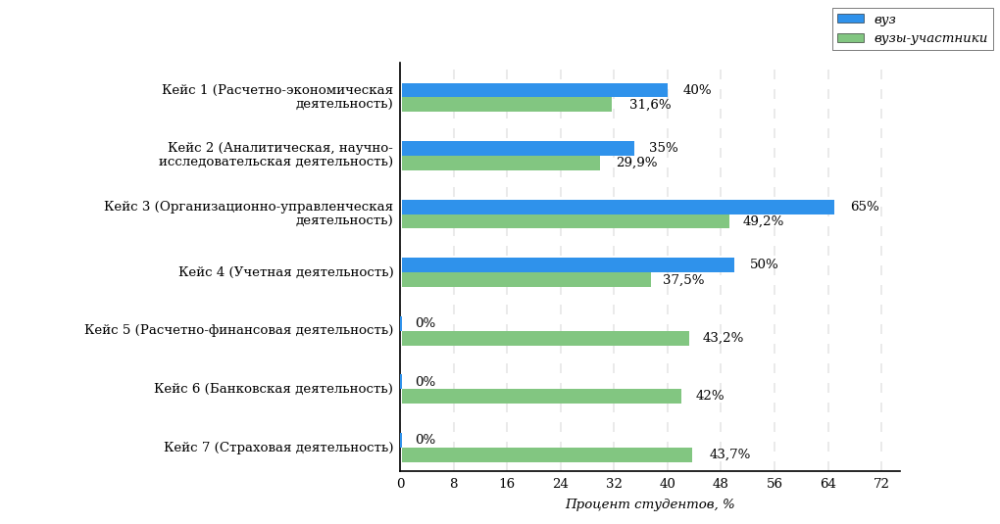 вуз
вузы-участники
Кейс 1 (Расчетно-экономическая
деятельность)
40%
31,6%
Кейс 2 (Аналитическая, научно-
исследовательская деятельность)
35%
29,9%
Кейс 3 (Организационно-управленческая
деятельность)
65%
49,2%
Кейс 4 (Учетная деятельность)
50%
37,5%
Кейс 5 (Расчетно-финансовая деятельность)
0%
43,2%
Кейс 6 (Банковская деятельность)
0%
42%
Кейс 7 (Страховая деятельность)
0%
43,7%
0 8 16 24 32 40 48 56 64 72
Процент студентов, %